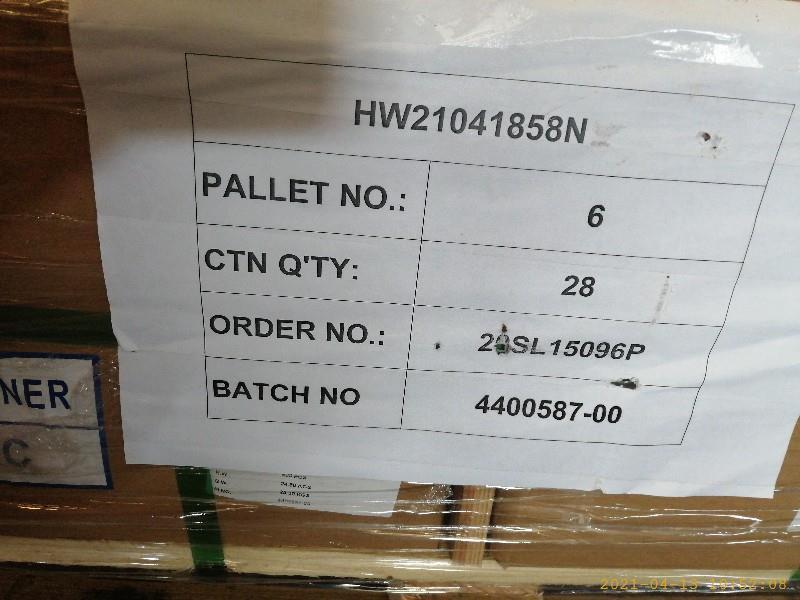 HW21041858N
PALLET NO.: 6
CTN Q'TY: 28
ORDER NO.:
BATCH NO 4400587-00
NER
C
2021-04-13